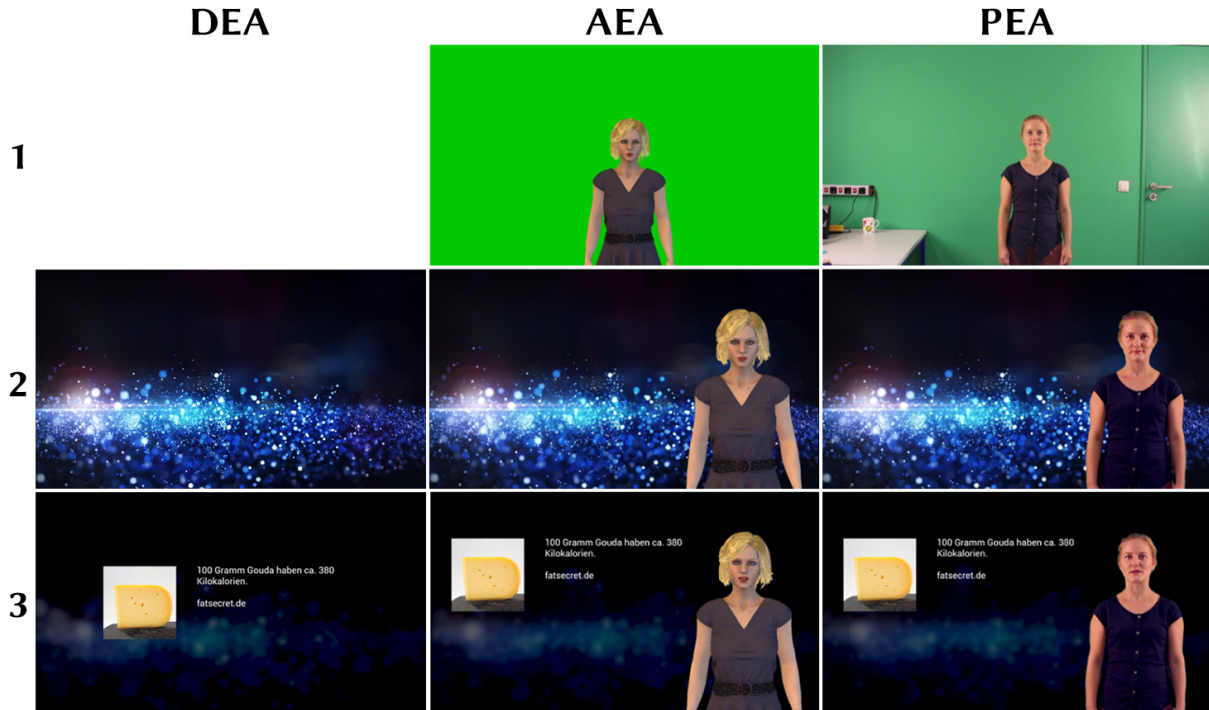 DEA AEA PEA
1
2
3
100 Gramm Gouda haben ca. 380
Kilokalorien.
fatsecret.de
100 Gramm Gouda haben ca. 380
Kilokalorien.
fatsecret.de
100 Gramm Gouda haben ca. 380
Kilokalorien.
fatsecret.de